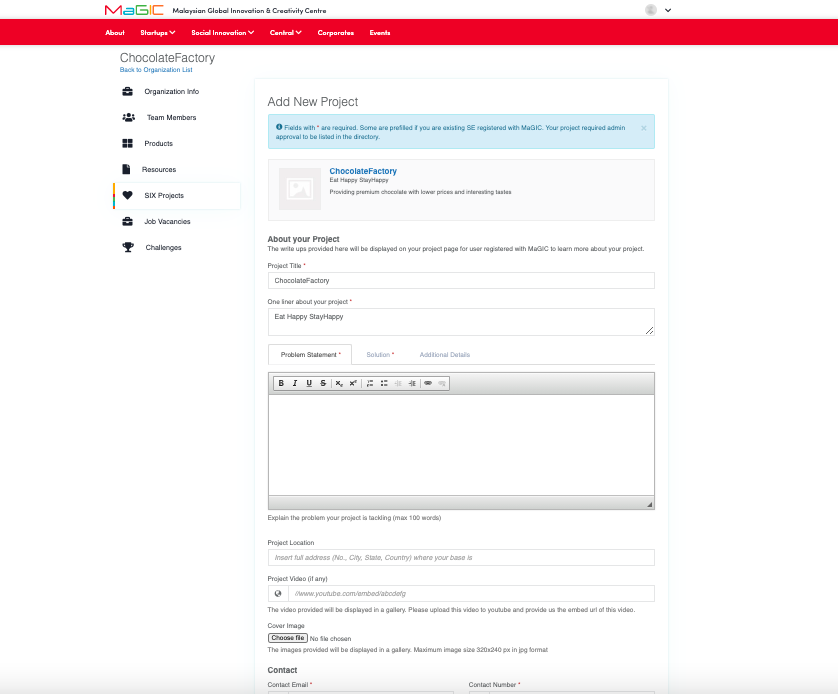 MaGIC Malaysian Global Innovation & Creativity Centre
About Startups Social Innovation Central Corporates Events
ChocolateFactory
Back to Organization List
Organization Info
Team Members
Products
Resources
SIX Projects
Job Vacancies
Challenges
Add New Project
Fields with * are required. Some are prefilled if you are existing SE registered with MaGIC. Your project required admin
approval to be listed in the directory.
×
ChocolateFactory
Eat Happy StayHappy
Providing premium chocolate with lower prices and interesting tastes
About your Project
The write ups provided here will be displayed on your project page for user registered with MaGIC to learn more about your project.
Project Title *
ChocolateFactory
One liner about your project *
Eat Happy StayHappy
Problem Statement * Solution * Additional Details
B I U S x₂ x²
Explain the problem your project is tackling (max 100 words)
Project Location
Insert full address (No., City, State, Country) where your base is
Project Video (if any)
//www.youtube.com/embed/abcdefg
The video provided will be displayed in a gallery. Please upload this video to youtube and provide us the embed url of this video.
Cover Image
Choose file No file chosen
The images provided will be displayed in a gallery. Maximum image size 320x240 px in jpg format
Contact
Contact Email * Contact Number *